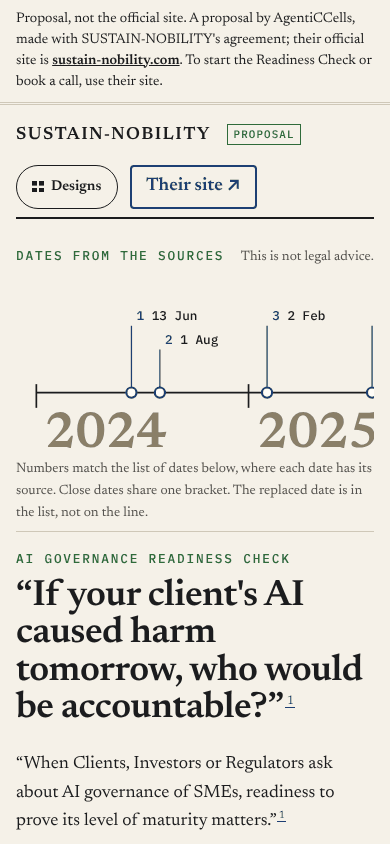 Proposal, not the official site. A proposal by AgentiCCells,
made with SUSTAIN-NOBILITY's agreement; their official
site is sustain-nobility.com. To start the Readiness Check or
book a call, use their site.
SUSTAIN-NOBILITY PROPOSAL
Designs Their site ↗
DATES FROM THE SOURCES This is not legal advice.
1 13 Jun 3 2 Feb
2 1 Aug
2024 2025
Numbers match the list of dates below, where each date has its
source. Close dates share one bracket. The replaced date is in
the list, not on the line.
AI GOVERNANCE READINESS CHECK
“If your client's AI
caused harm
tomorrow, who would
be accountable?”1
“When Clients, Investors or Regulators ask
about AI governance of SMEs, readiness to
prove its level of maturity matters.”1